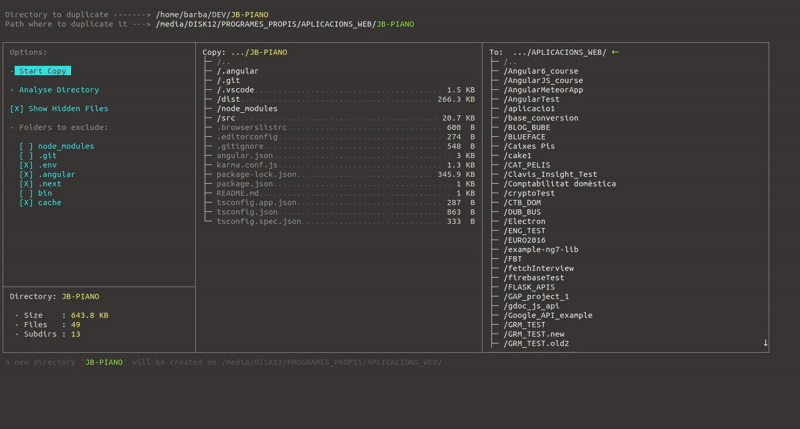 Directory to duplicate -------> /home/barba/DEV/JB-PIANO
Path where to duplicate it ---> /media/DISK12/PROGRAMES_PROPIS/APLICACIONS_WEB/JB-PIANO
Options:
- Start Copy
- Analyse Directory
[X] Show Hidden Files
- Folders to exclude:
[ ] node_modules
[ ] .git
[X] .env
[X] .angular
[X] .next
[ ] bin
[X] cache
Directory: JB-PIANO
- Size : 643.8 KB
- Files : 49
- Subdirs : 13
Copy: .../JB-PIANO
/..
/.angular
/.git
/.vscode 1.5 KB
/dist 266.3 KB
/node_modules
/src 20.7 KB
.browserslistrc 600 B
.editorconfig 274 B
.gitignore 548 B
angular.json 3 KB
karma.conf.js 1.3 KB
package-lock.json 345.9 KB
package.json 1 KB
README.md 1 KB
tsconfig.app.json 287 B
tsconfig.json 863 B
tsconfig.spec.json 333 B
To: .../APLICACIONS_WEB/ ←
/..
/Angular6_course
/AngularJS_course
/AngularMeteorApp
/AngularTest
/aplicacio1
/base_conversion
/BLOG_BUBE
/BLUEFACE
/Caixes Pis
/cake1
/CAT_PELIS
/Clavis_Insight_Test
/Comptabilitat domèstica
/cryptoTest
/CTB_DOM
/DUB_BUS
/Electron
/ENG_TEST
/EURO2016
/example-ng7-lib
/FBT
/fetchInterview
/firebaseTest
/FLASK_APIS
/GAP_project_1
/gdoc_js_api
/Google_API_example
/GRM_TEST
/GRM_TEST.new
/GRM_TEST.old2
↓
A new directory `JB-PIANO` will be created on /media/DISK12/PROGRAMES_PROPIS/APLICACIONS_WEB/